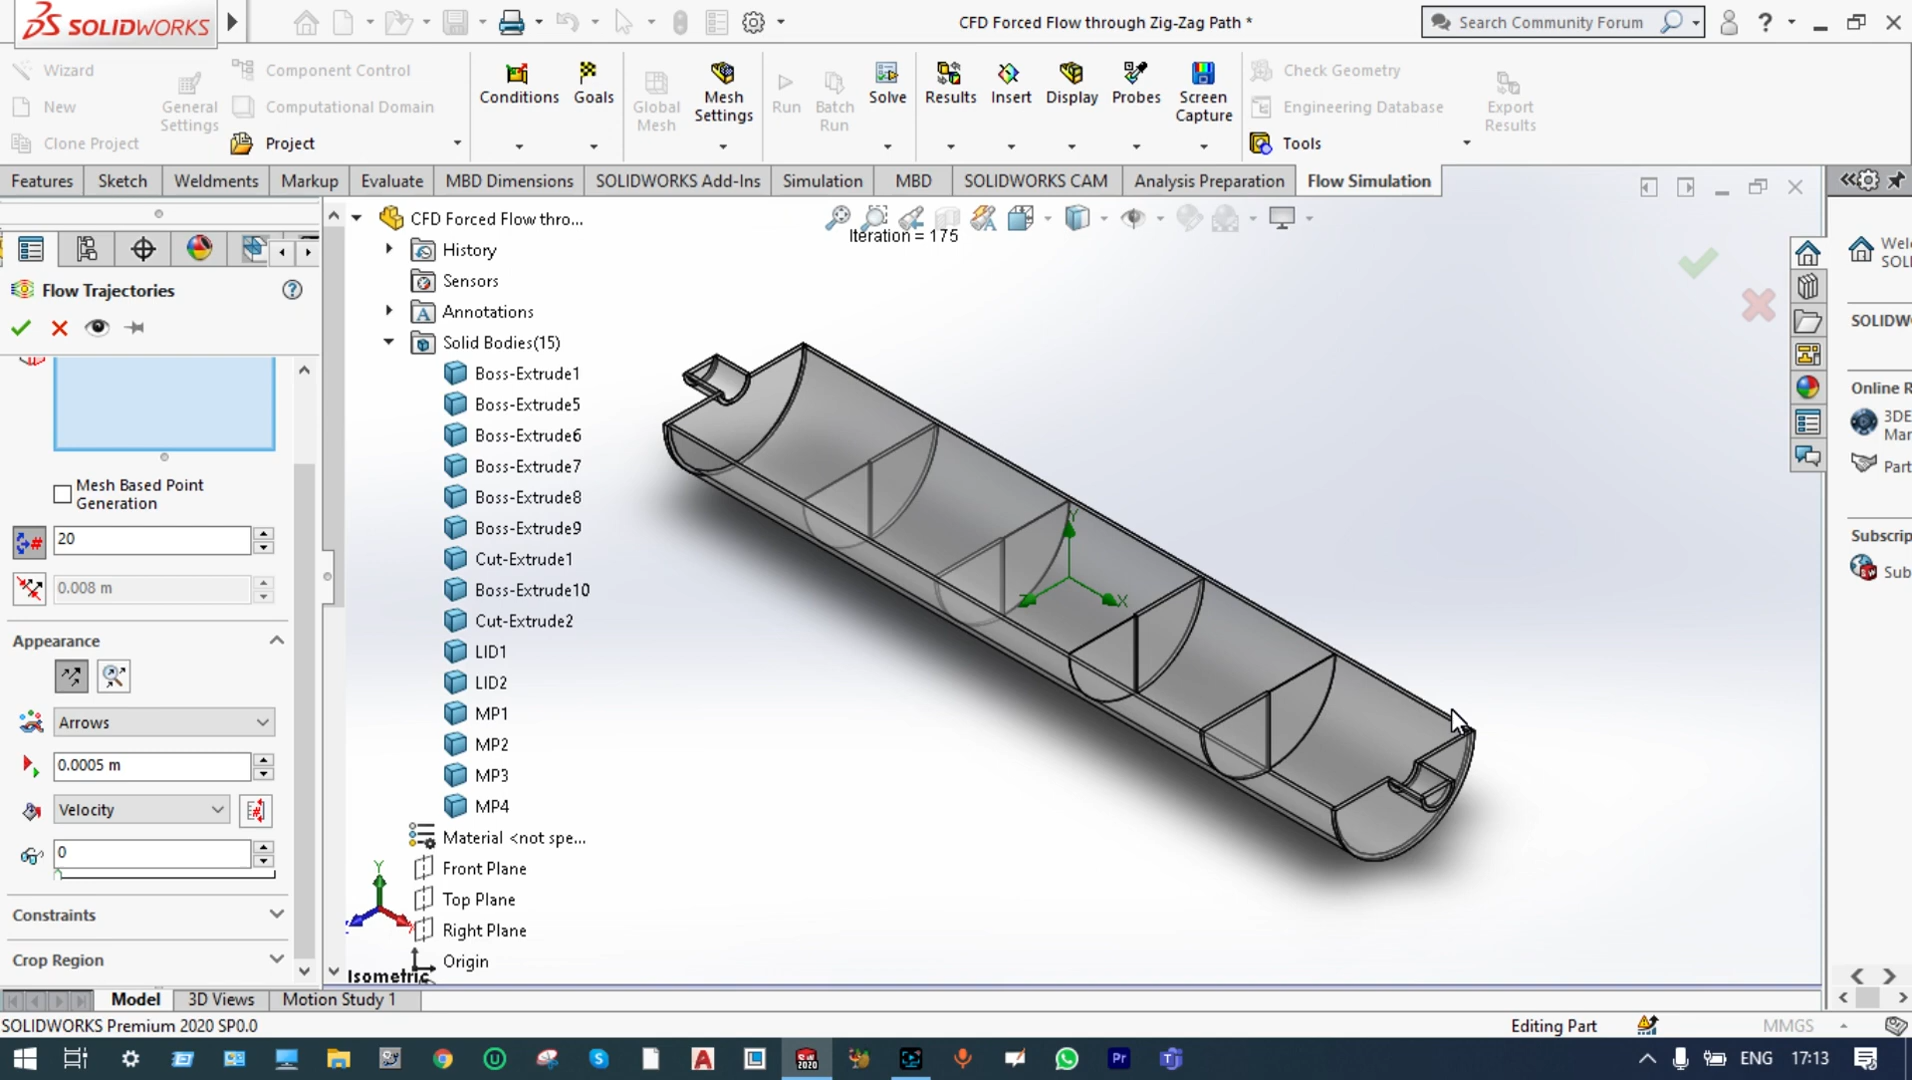 SOLIDWORKS
CFD Forced Flow through Zig-Zag Path *
Search Community Forum
Wizard
New
Clone Project
General Settings
Component Control
Computational Domain
Project
Conditions
Goals
Global Mesh
Mesh Settings
Run
Batch Run
Solve
Results
Insert
Display
Probes
Screen Capture
Check Geometry
Engineering Database
Tools
Export Results
Features
Sketch
Weldments
Markup
Evaluate
MBD Dimensions
SOLIDWORKS Add-Ins
Simulation
MBD
SOLIDWORKS CAM
Analysis Preparation
Flow Simulation
Flow Trajectories
Mesh Based Point Generation
20
0.008 m
Appearance
Arrows
0.0005 m
Velocity
0
Constraints
Crop Region
CFD Forced Flow thro...
History
Sensors
Annotations
Solid Bodies(15)
Boss-Extrude1
Boss-Extrude5
Boss-Extrude6
Boss-Extrude7
Boss-Extrude8
Boss-Extrude9
Cut-Extrude1
Boss-Extrude10
Cut-Extrude2
LID1
LID2
MP1
MP2
MP3
MP4
Material <not spe...
Front Plane
Top Plane
Right Plane
Origin
Iteration = 175
Y
X
Z
Y
*Isometric
Wel
SOLI
SOLIDW
Online R
3DE
Mar
Part
Subscrip
Sub
Model
3D Views
Motion Study 1
SOLIDWORKS Premium 2020 SP0.0
Editing Part
MMGS
ENG
17:13